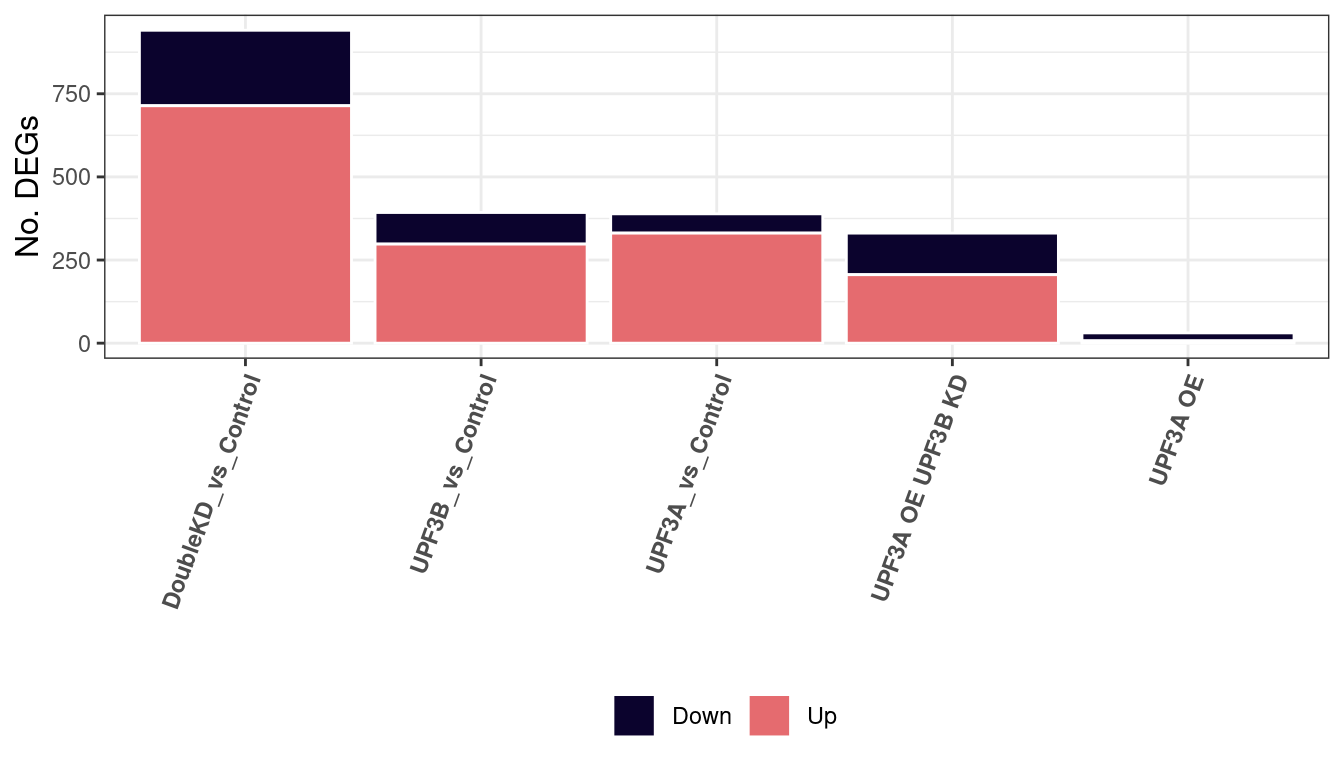 No. DEGs
750
500
250
0
DoubleKD_vs_Control
UPF3B_vs_Control
UPF3A_vs_Control
UPF3A OE UPF3B KD
UPF3A OE
Down
Up